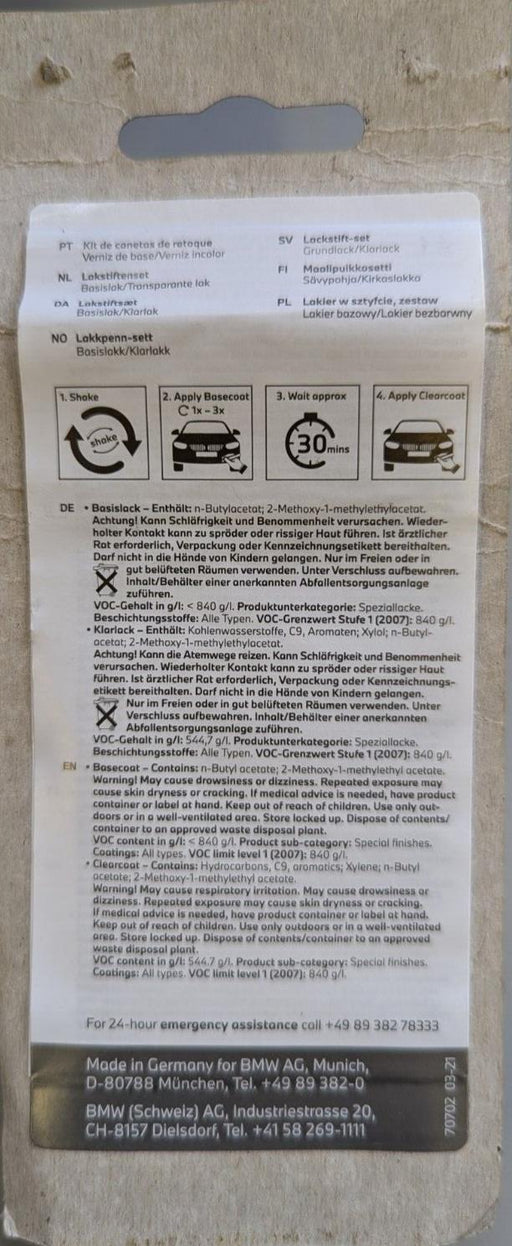 PT Kit de canetas de retoque
Verniz de base/Verniz incolor
NL Lakstiftenset
Basislak/Transparante lak
DA Lakstiftsæt
Basislak/Klarlak
NO Lakkpenn-sett
Basislakk/Klarlakk
SV Lackstift-set
Grundlack/Klarlack
FI Maalipuikkosetti
Sävypohja/Kirkaslakka
PL Lakier w sztyfcie, zestaw
Lakier bazowy/Lakier bezbarwny
1. Shake
shake
2. Apply Basecoat
1x – 3x
3. Wait approx
30 mins
4. Apply Clearcoat
DE • Basislack – Enthält: n-Butylacetat; 2-Methoxy-1-methylethylacetat.
Achtung! Kann Schläfrigkeit und Benommenheit verursachen. Wieder-
holter Kontakt kann zu spröder oder rissiger Haut führen. Ist ärztlicher
Rat erforderlich, Verpackung oder Kennzeichnungsetikett bereithalten.
Darf nicht in die Hände von Kindern gelangen. Nur im Freien oder in
gut belüfteten Räumen verwenden. Unter Verschluss aufbewahren.
Inhalt/Behälter einer anerkannten Abfallentsorgungsanlage
zuführen.
VOC-Gehalt in g/l: < 840 g/l. Produktunterkategorie: Speziallacke.
Beschichtungsstoffe: Alle Typen. VOC-Grenzwert Stufe 1 (2007): 840 g/l.
• Klarlack – Enthält: Kohlenwasserstoffe, C9, Aromaten; Xylol; n-Butyl-
acetat; 2-Methoxy-1-methylethylacetat.
Achtung! Kann die Atemwege reizen. Kann Schläfrigkeit und Benommenheit
verursachen. Wiederholter Kontakt kann zu spröder oder rissiger Haut
führen. Ist ärztlicher Rat erforderlich, Verpackung oder Kennzeichnungs-
etikett bereithalten. Darf nicht in die Hände von Kindern gelangen.
Nur im Freien oder in gut belüfteten Räumen verwenden. Unter
Verschluss aufbewahren. Inhalt/Behälter einer anerkannten
Abfallentsorgungsanlage zuführen.
VOC-Gehalt in g/l: 544,7 g/l. Produktunterkategorie: Speziallacke.
Beschichtungsstoffe: Alle Typen. VOC-Grenzwert Stufe 1 (2007): 840 g/l.
EN • Basecoat – Contains: n-Butyl acetate; 2-Methoxy-1-methylethyl acetate.
Warning! May cause drowsiness or dizziness. Repeated exposure may
cause skin dryness or cracking. If medical advice is needed, have product
container or label at hand. Keep out of reach of children. Use only out-
doors or in a well-ventilated area. Store locked up. Dispose of contents/
container to an approved waste disposal plant.
VOC content in g/l: < 840 g/l. Product sub-category: Special finishes.
Coatings: All types. VOC limit level 1 (2007): 840 g/l.
• Clearcoat – Contains: Hydrocarbons, C9, aromatics; Xylene; n-Butyl
acetate; 2-Methoxy-1-methylethyl acetate.
Warning! May cause respiratory irritation. May cause drowsiness or
dizziness. Repeated exposure may cause skin dryness or cracking.
If medical advice is needed, have product container or label at hand.
Keep out of reach of children. Use only outdoors or in a well-ventilated
area. Store locked up. Dispose of contents/container to an approved
waste disposal plant.
VOC content in g/l: 544.7 g/l. Product sub-category: Special finishes.
Coatings: All types. VOC limit level 1 (2007): 840 g/l.
For 24-hour emergency assistance call +49 89 382 78333
Made in Germany for BMW AG, Munich,
D-80788 München, Tel. +49 89 382-0
BMW (Schweiz) AG, Industriestrasse 20,
CH-8157 Dielsdorf, Tel. +41 58 269-1111
70702 03-21